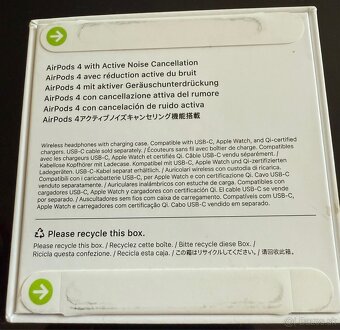 AirPods 4 with Active Noise Cancellation
AirPods 4 avec réduction active du bruit
AirPods 4 mit aktiver Geräuschunterdrückung
AirPods 4 con cancellazione attiva del rumore
AirPods 4 con cancelación de ruido activa
AirPods 4アクティブノイズキャンセリング機能搭載
Wireless headphones with charging case. Compatible with USB-C, Apple Watch, and Qi-certified
chargers. USB-C cable sold separately. / Écouteurs sans fil avec boîtier de charge. Compatibles
avec les chargeurs USB-C, Apple Watch et certifiés Qi. Câble USB-C vendu séparément. /
Kabellose Kopfhörer mit Ladecase. Kompatibel mit USB-C, Apple Watch und Qi-zertifizierten
Ladegeräten. USB-C-Kabel separat erhältlich. / Auricolari wireless con custodia di ricarica.
Compatibili con i caricabatterie USB-C, per Apple Watch e con certificazione Qi. Cavo USB-C
venduto separatamente. / Auriculares inalámbricos con estuche de carga. Compatibles con
cargadores USB-C, para Apple Watch y con certificación Qi. El cable USB-C se vende
por separado. / Auscultadores sem fios com caixa de carregamento. Compatíveis com USB-C,
Apple Watch e carregadores com certificação Qi. Cabo USB-C vendido em separado.
Please recycle this box.
Please recycle this box. / Recyclez cette boîte. / Bitte recycle diese Box. /
Ricicla questa confezione. / Recicla esta caja. / この箱はリサイクルしてください。 / 请回收此箱。